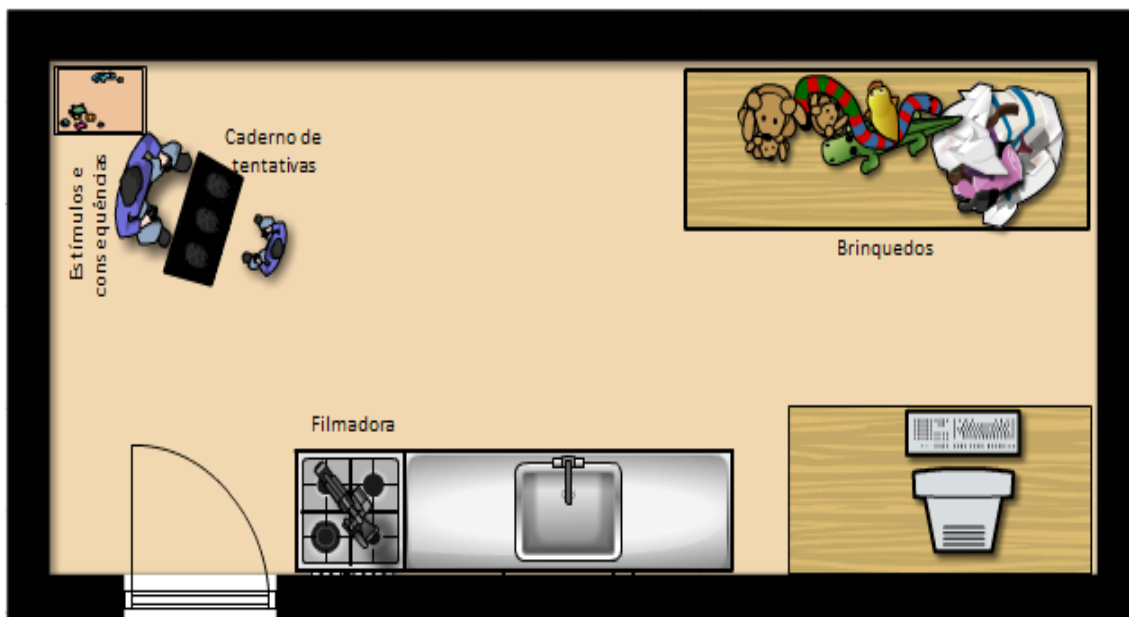 Caderno de
tentativas
Estímulos e
consequências
Brinquedos
Filmadora